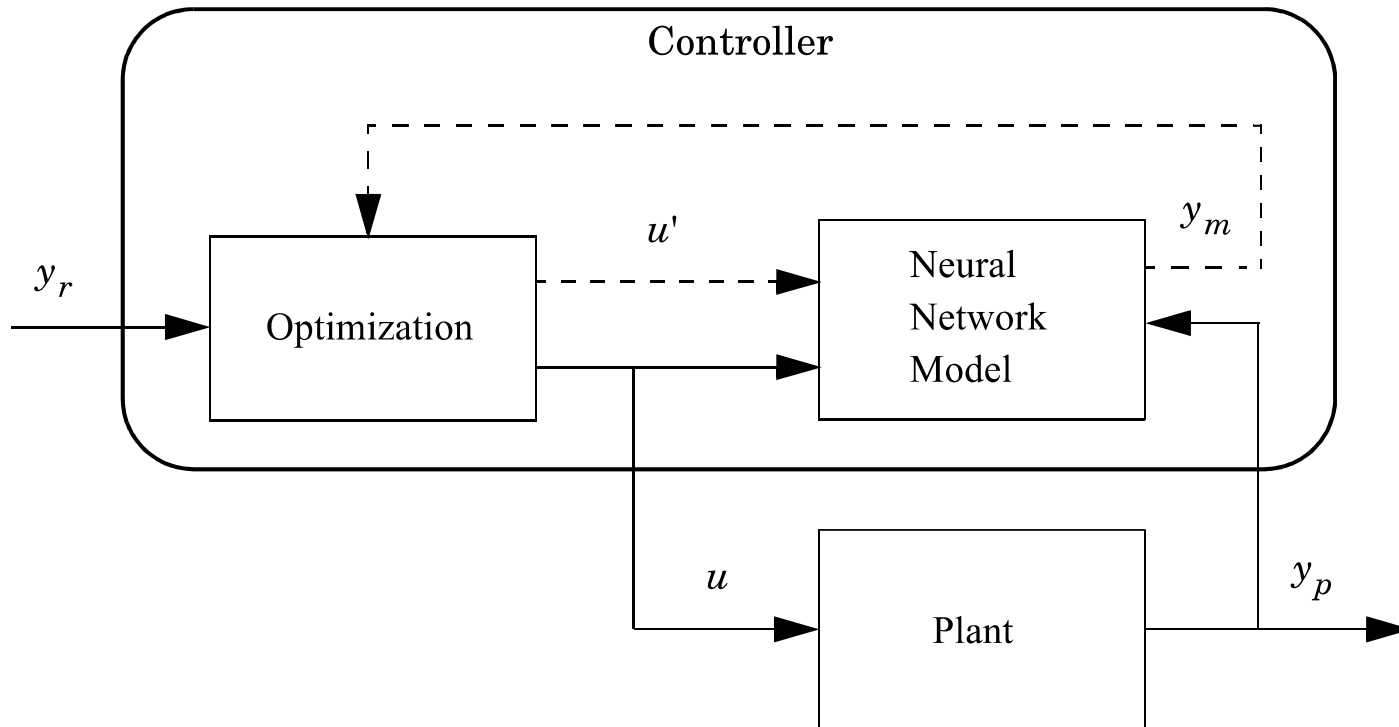 Controller
u'
y_m
y_r
Optimization
Neural
Network
Model
u
y_p
Plant